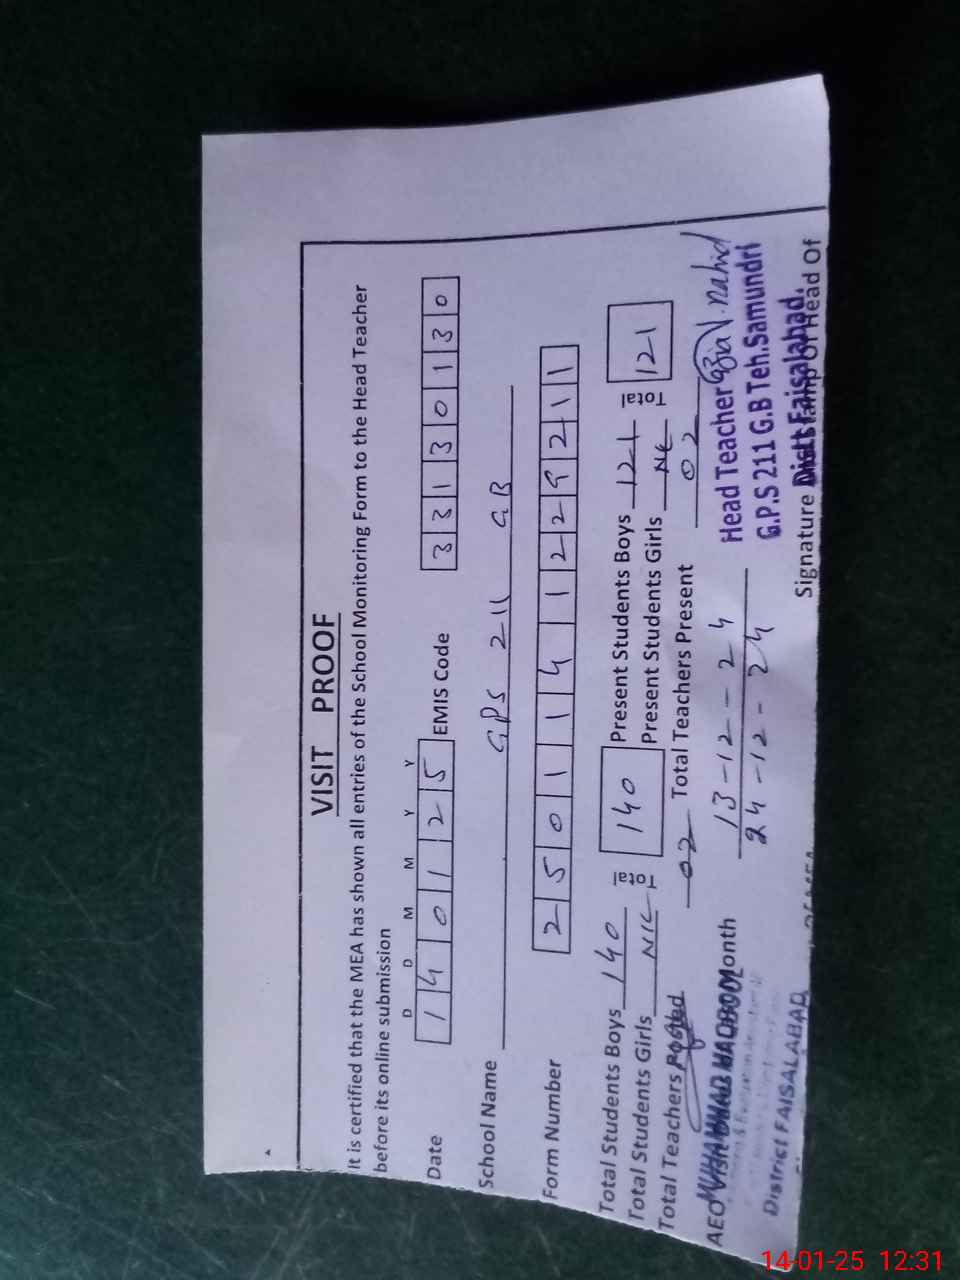 VISIT PROOF
It is certified that the MEA has shown all entries of the School Monitoring Form to the Head Teacher
before its online submission
D D M M Y Y
Date 1 4 0 1 2 5 EMIS Code 3 3 1 3 0 1 3 0
School Name GPS 211 GB
Form Number 2 5 0 1 1 4 1 2 2 9 2 1 1
Total Students Boys 140 Total 140 Present Students Boys 121 Total 121
Total Students Girls NIL Present Students Girls NIL
Total Teachers Posted 02 Total Teachers Present 02
AEO Visit Month 13-12-24
24-12-24
MUHAMMAD MAQBOOL
District FAISALABAD
Head Teacher
G.P.S 211 G.B Teh.Samundri
Distt Faisalabad.
Signature Stamp Of Head Of
14-01-25 12:31